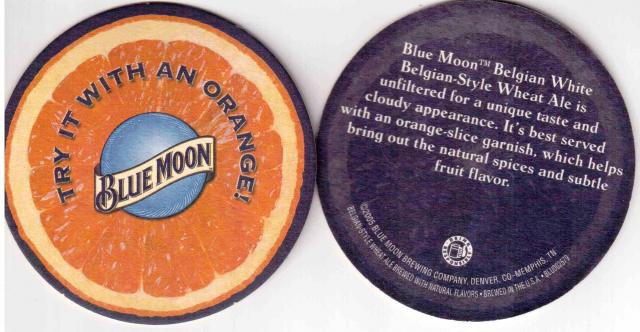 TRY IT WITH AN ORANGE!
BLUE MOON
Blue Moon™ Belgian White
Belgian-Style Wheat Ale is
unfiltered for a unique taste and
cloudy appearance. It's best served
with an orange-slice garnish, which helps
bring out the natural spices and subtle
fruit flavor.
DRINK
RESPONSIBLY
©2005 BLUE MOON BREWING COMPANY, DENVER, CO-MEMPHIS, TN
BELGIAN-STYLE WHEAT ALE BREWED WITH NATURAL FLAVORS • BREWED IN THE U.S.A. •